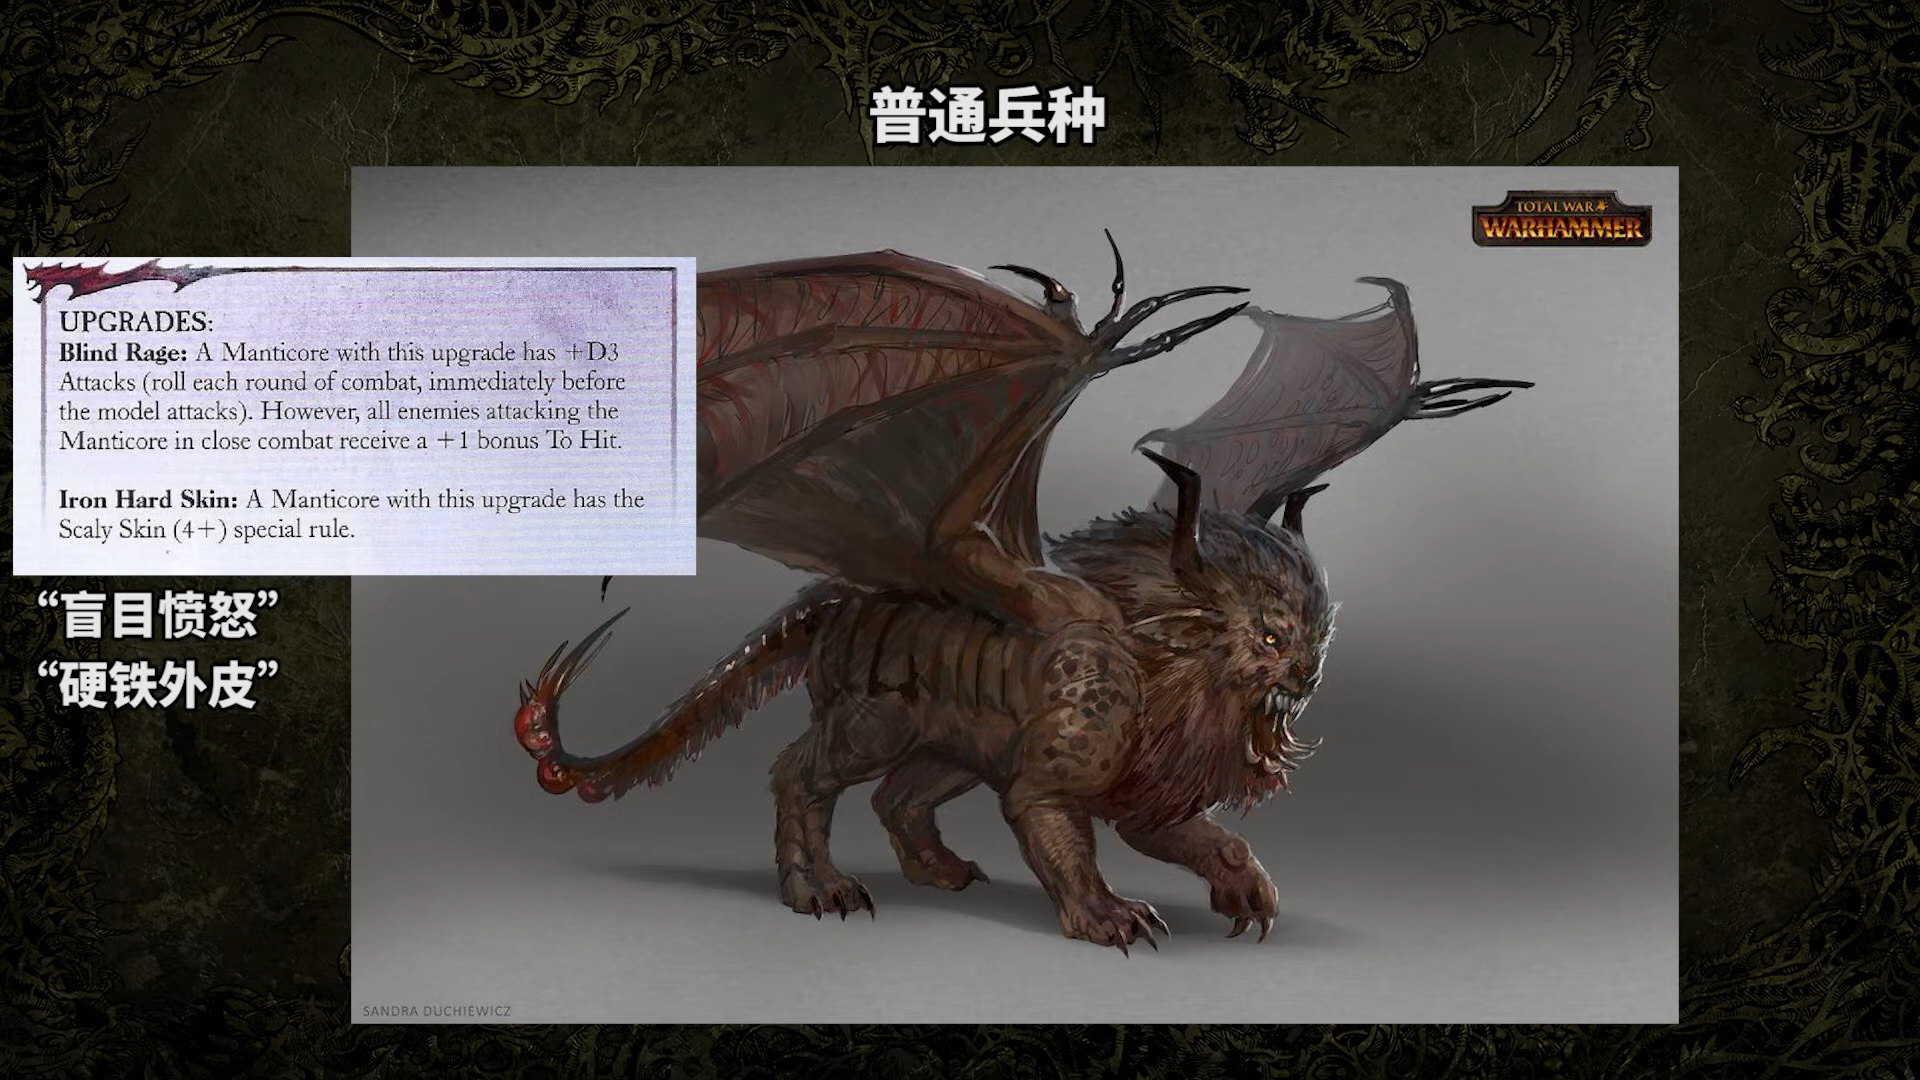 普通兵种
TOTAL WAR
WARHAMMER
UPGRADES:
Blind Rage: A Manticore with this upgrade has +D3
Attacks (roll each round of combat, immediately before
the model attacks). However, all enemies attacking the
Manticore in close combat receive a +1 bonus To Hit.
Iron Hard Skin: A Manticore with this upgrade has the
Scaly Skin (4+) special rule.
“盲目愤怒”
“硬铁外皮”
SANDRA DUCHIEWICZ